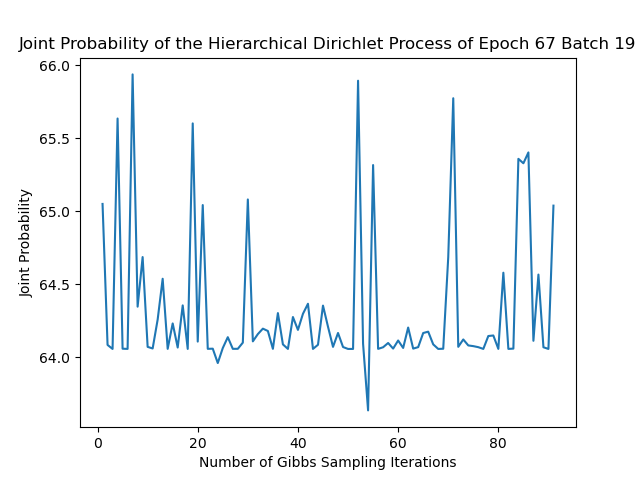 Joint Probability of the Hierarchical Dirichlet Process of Epoch 67 Batch 19
66.0
65.5
65.0
64.5
64.0
Joint Probability
0 20 40 60 80
Number of Gibbs Sampling Iterations